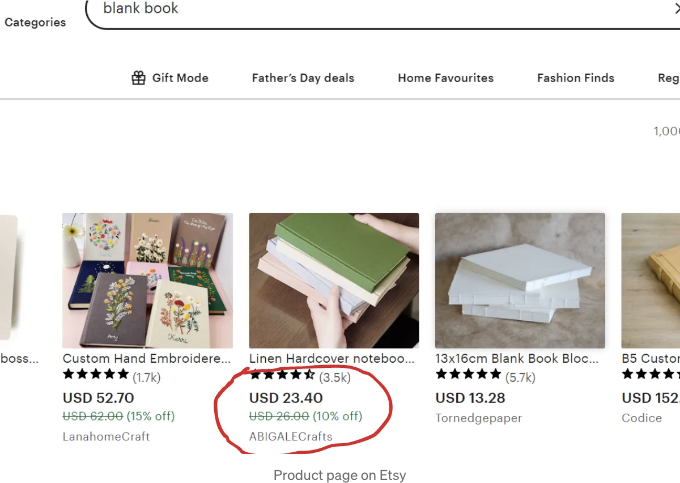 blank book
Categories
Gift Mode
Father's Day deals
Home Favourites
Fashion Finds
Reg
1,00
boss...
Custom Hand Embroidere...
(1.7k)
USD 52.70
USD 62.00 (15% off)
LanahomeCraft
Linen Hardcover noteboo...
(3.5k)
USD 23.40
USD 26.00 (10% off)
ABIGALECrafts
13x16cm Blank Book Bloc...
(5.7k)
USD 13.28
Tornedgepaper
B5 Custo
USD 152.
Codice
Product page on Etsy